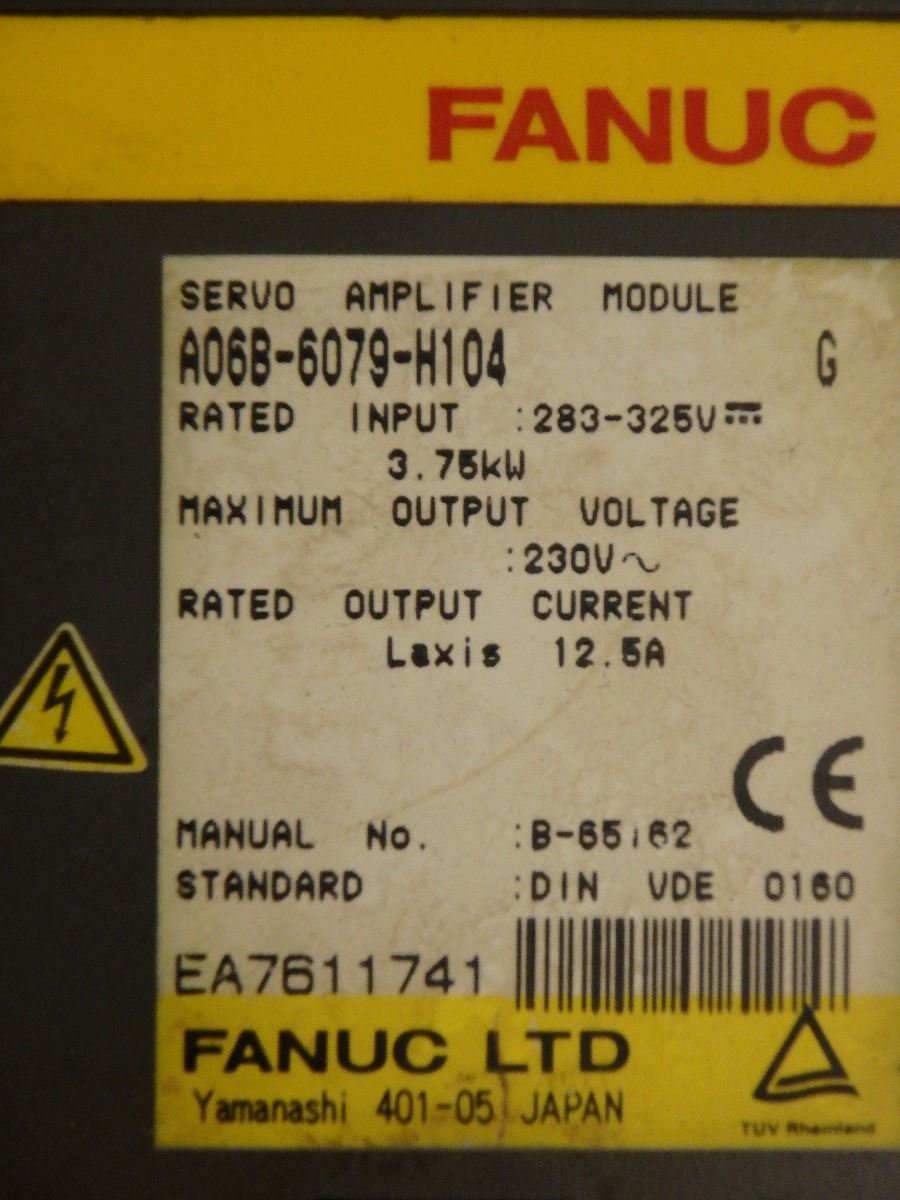 FANUC
SERVO AMPLIFIER MODULE
A06B-6079-H104 G
RATED INPUT :283-325V⎓
3.75kW
MAXIMUM OUTPUT VOLTAGE
:230V~
RATED OUTPUT CURRENT
Laxis 12.5A
CE
MANUAL No. :B-65162
STANDARD :DIN VDE 0160
EA7611741
FANUC LTD
Yamanashi 401-05 JAPAN
TUV Rheinland